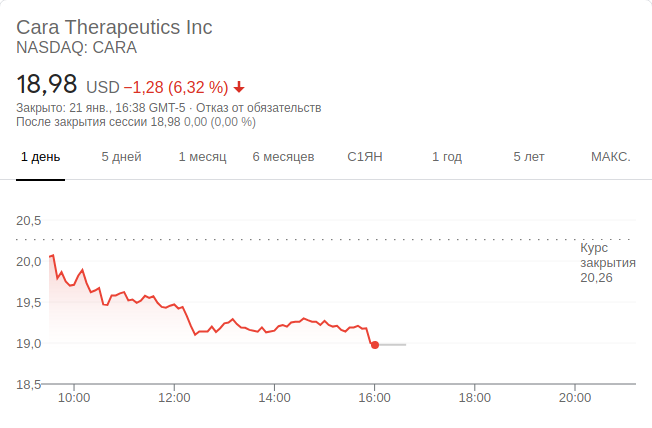 Cara Therapeutics Inc
NASDAQ: CARA
18,98 USD −1,28 (6,32 %)
Закрыто: 21 янв., 16:38 GMT-5 · Отказ от обязательств
После закрытия сессии 18,98 0,00 (0,00 %)
1 день 5 дней 1 месяц 6 месяцев С1ЯН 1 год 5 лет МАКС.
20,5
Курс
закрытия
20,26
20,0
19,5
19,0
18,5
10:00 12:00 14:00 16:00 18:00 20:00